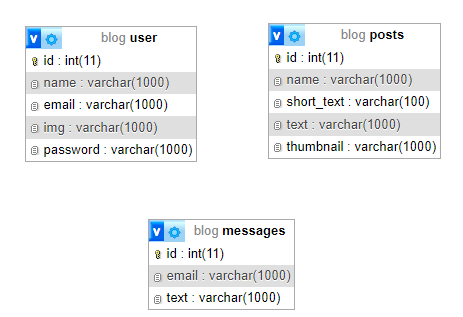 v blog user
id : int(11)
name : varchar(1000)
email : varchar(1000)
img : varchar(1000)
password : varchar(1000)
v blog posts
id : int(11)
name : varchar(1000)
short_text : varchar(100)
text : varchar(1000)
thumbnail : varchar(1000)
v blog messages
id : int(11)
email : varchar(1000)
text : varchar(1000)